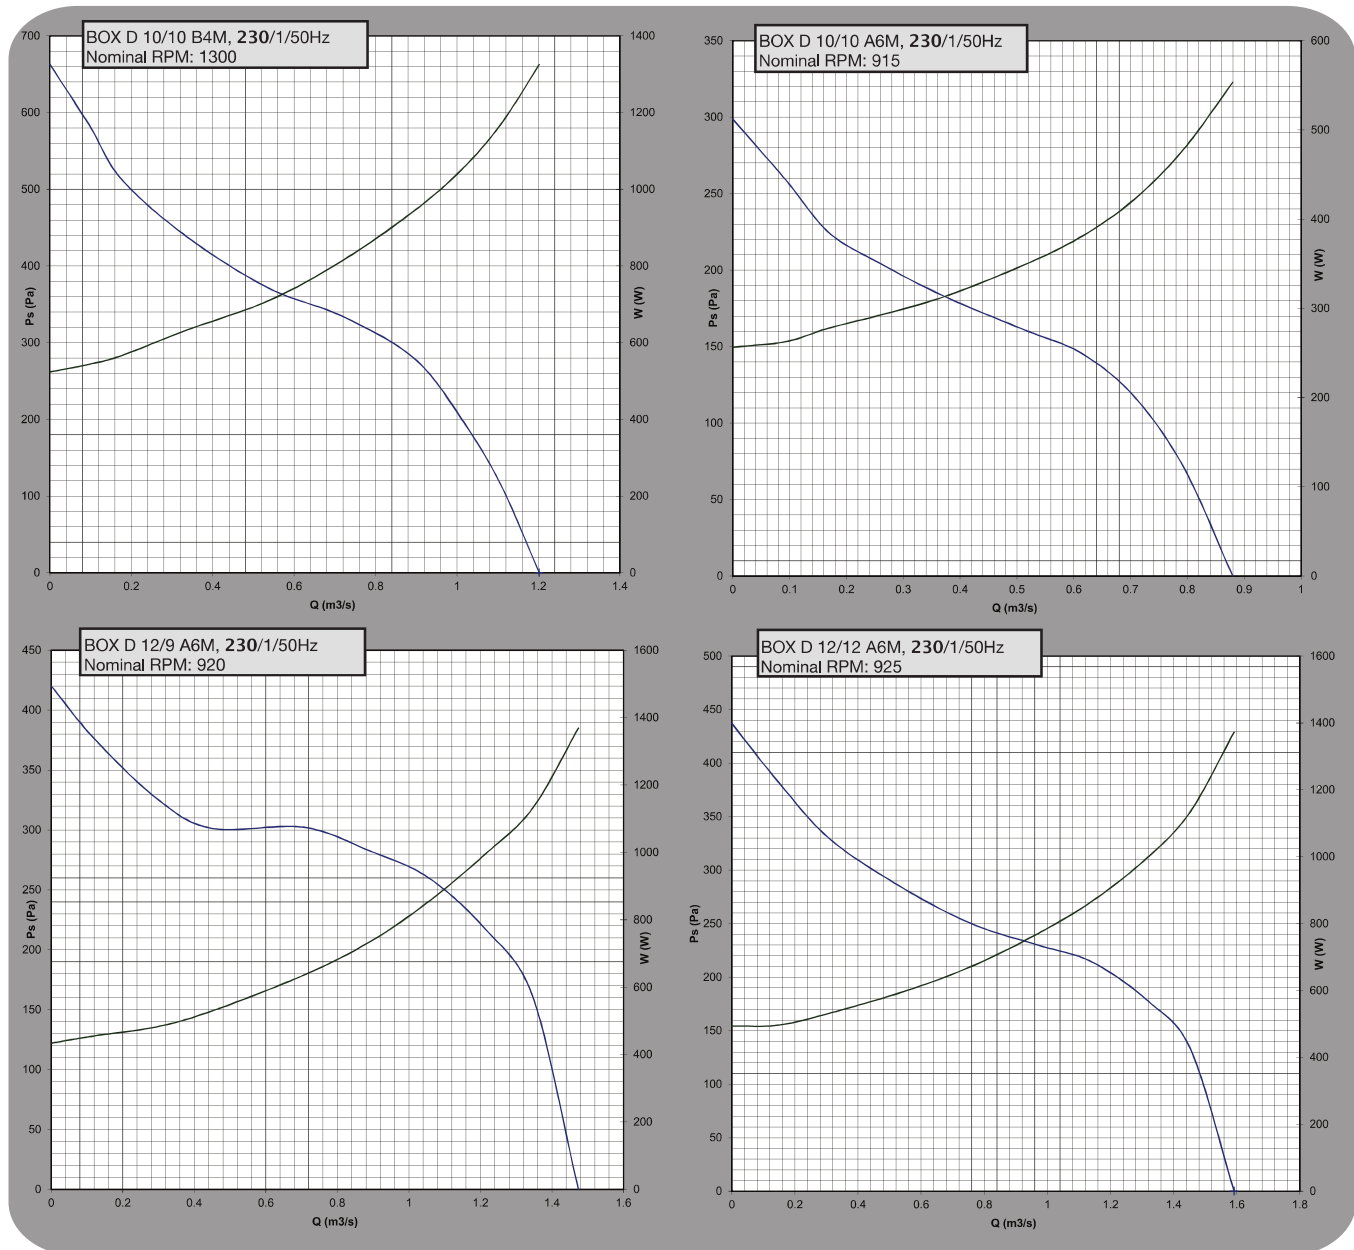 BOX D 10/10 B4M, 230/1/50Hz
Nominal RPM: 1300
700
600
500
400
300
200
100
0
Ps (Pa)
1400
1200
1000
800
600
400
200
0
W (W)
0 0.2 0.4 0.6 0.8 1 1.2 1.4
Q (m3/s)
BOX D 10/10 A6M, 230/1/50Hz
Nominal RPM: 915
350
300
250
200
150
100
50
0
Ps (Pa)
600
500
400
300
200
100
0
W (W)
0 0.1 0.2 0.3 0.4 0.5 0.6 0.7 0.8 0.9 1
Q (m3/s)
BOX D 12/9 A6M, 230/1/50Hz
Nominal RPM: 920
450
400
350
300
250
200
150
100
50
0
Ps (Pa)
1600
1400
1200
1000
800
600
400
200
0
W (W)
0 0.2 0.4 0.6 0.8 1 1.2 1.4 1.6
Q (m3/s)
BOX D 12/12 A6M, 230/1/50Hz
Nominal RPM: 925
500
450
400
350
300
250
200
150
100
50
0
Ps (Pa)
1600
1400
1200
1000
800
600
400
200
0
W (W)
0 0.2 0.4 0.6 0.8 1 1.2 1.4 1.6 1.8
Q (m3/s)